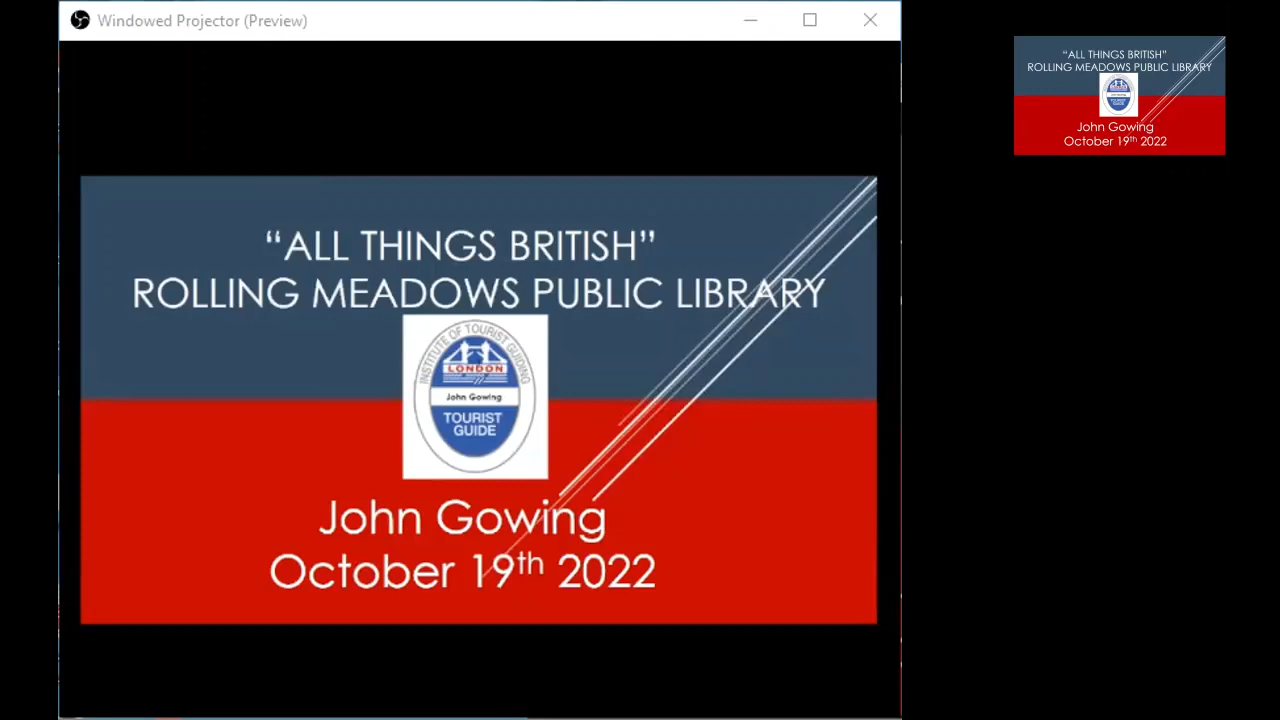 Windowed Projector (Preview)
“ALL THINGS BRITISH”
ROLLING MEADOWS PUBLIC LIBRARY
INSTITUTE OF TOURIST GUIDING
LONDON
John Gowing
TOURIST
GUIDE
John Gowing
October 19th 2022
“ALL THINGS BRITISH”
ROLLING MEADOWS PUBLIC LIBRARY
John Gowing
October 19th 2022